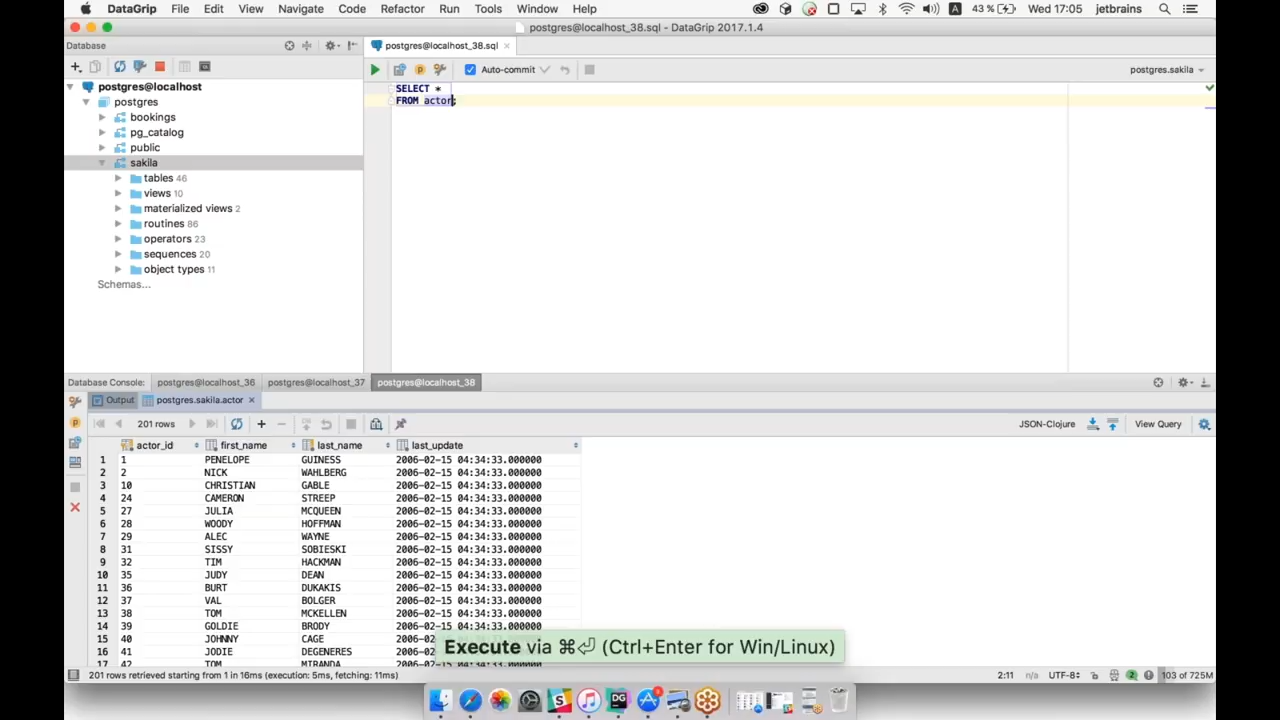 DataGrip File Edit View Navigate Code Refactor Run Tools Window Help 43 % Wed 17:05 jetbrains
postgres@localhost_38.sql - DataGrip 2017.1.4
Database
postgres@localhost_38.sql
Auto-commit
postgres.sakila
postgres@localhost
postgres
bookings
pg_catalog
public
sakila
tables 46
views 10
materialized views 2
routines 86
operators 23
sequences 20
object types 11
Schemas...
SELECT *
FROM actor;
Database Console: postgres@localhost_36 postgres@localhost_37 postgres@localhost_38
Output postgres.sakila.actor
201 rows
JSON-Clojure View Query
actor_id first_name last_name last_update
1 1 PENELOPE GUINESS 2006-02-15 04:34:33.000000
2 2 NICK WAHLBERG 2006-02-15 04:34:33.000000
3 10 CHRISTIAN GABLE 2006-02-15 04:34:33.000000
4 24 CAMERON STREEP 2006-02-15 04:34:33.000000
5 27 JULIA MCQUEEN 2006-02-15 04:34:33.000000
6 28 WOODY HOFFMAN 2006-02-15 04:34:33.000000
7 29 ALEC WAYNE 2006-02-15 04:34:33.000000
8 31 SISSY SOBIESKI 2006-02-15 04:34:33.000000
9 32 TIM HACKMAN 2006-02-15 04:34:33.000000
10 35 JUDY DEAN 2006-02-15 04:34:33.000000
11 36 BURT DUKAKIS 2006-02-15 04:34:33.000000
12 37 VAL BOLGER 2006-02-15 04:34:33.000000
13 38 TOM MCKELLEN 2006-02-15 04:34:33.000000
14 39 GOLDIE BRODY 2006-02-15 04:34:33.000000
15 40 JOHNNY CAGE
16 41 JODIE DEGENERES
17 42 TOM MIRANDA
Execute via ⌘⏎ (Ctrl+Enter for Win/Linux)
201 rows retrieved starting from 1 in 16ms (execution: 5ms, fetching: 11ms) 2:11 n/a UTF-8 2 103 of 725M
DG